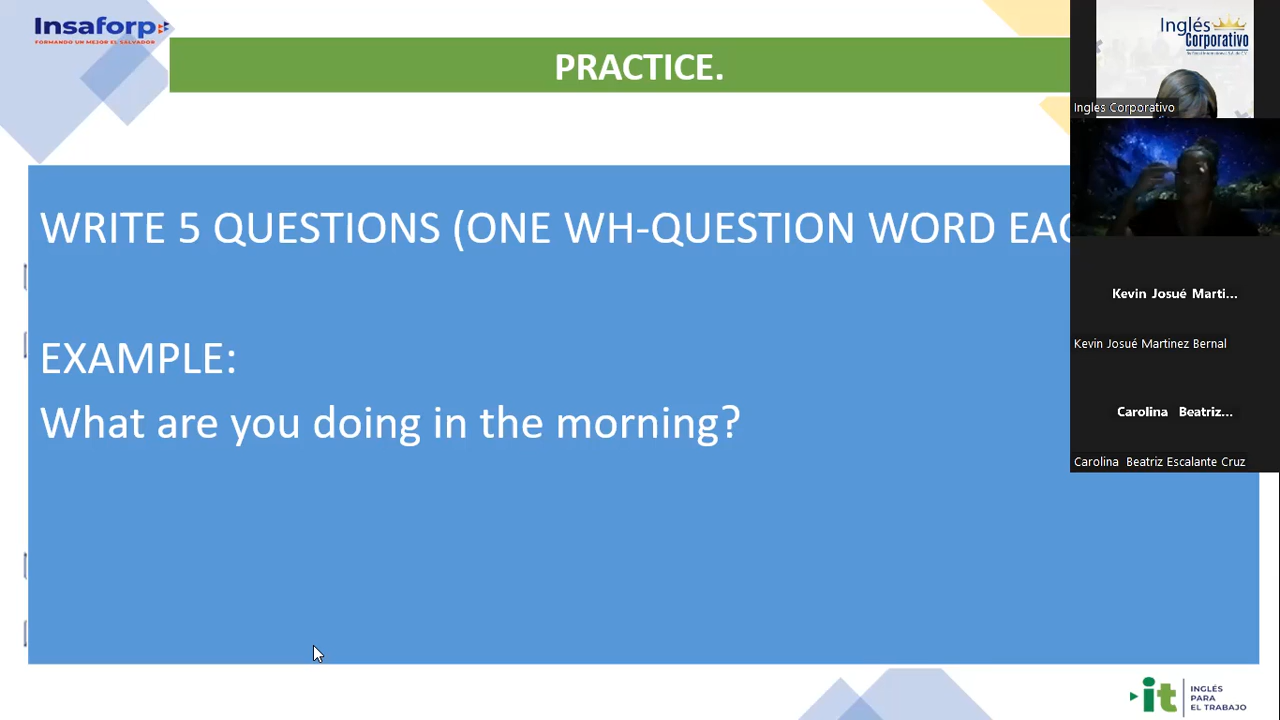 Insaforp
FORMANDO UN MEJOR EL SALVADOR
PRACTICE.
WRITE 5 QUESTIONS (ONE WH-QUESTION WORD EAC
EXAMPLE:
What are you doing in the morning?
Inglés
Corporativo
Ingles Corporativo
Kevin Josué Marti...
Kevin Josué Martinez Bernal
Carolina Beatriz...
Carolina Beatriz Escalante Cruz
it
INGLÉS
PARA
EL TRABAJO